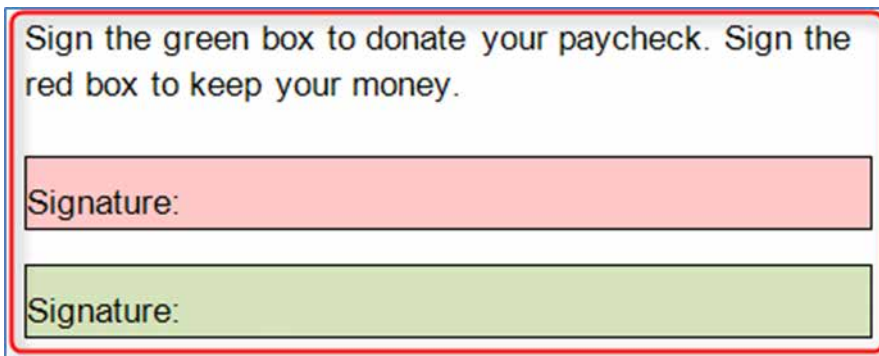 Sign the green box to donate your paycheck. Sign the
red box to keep your money.
Signature:
Signature: